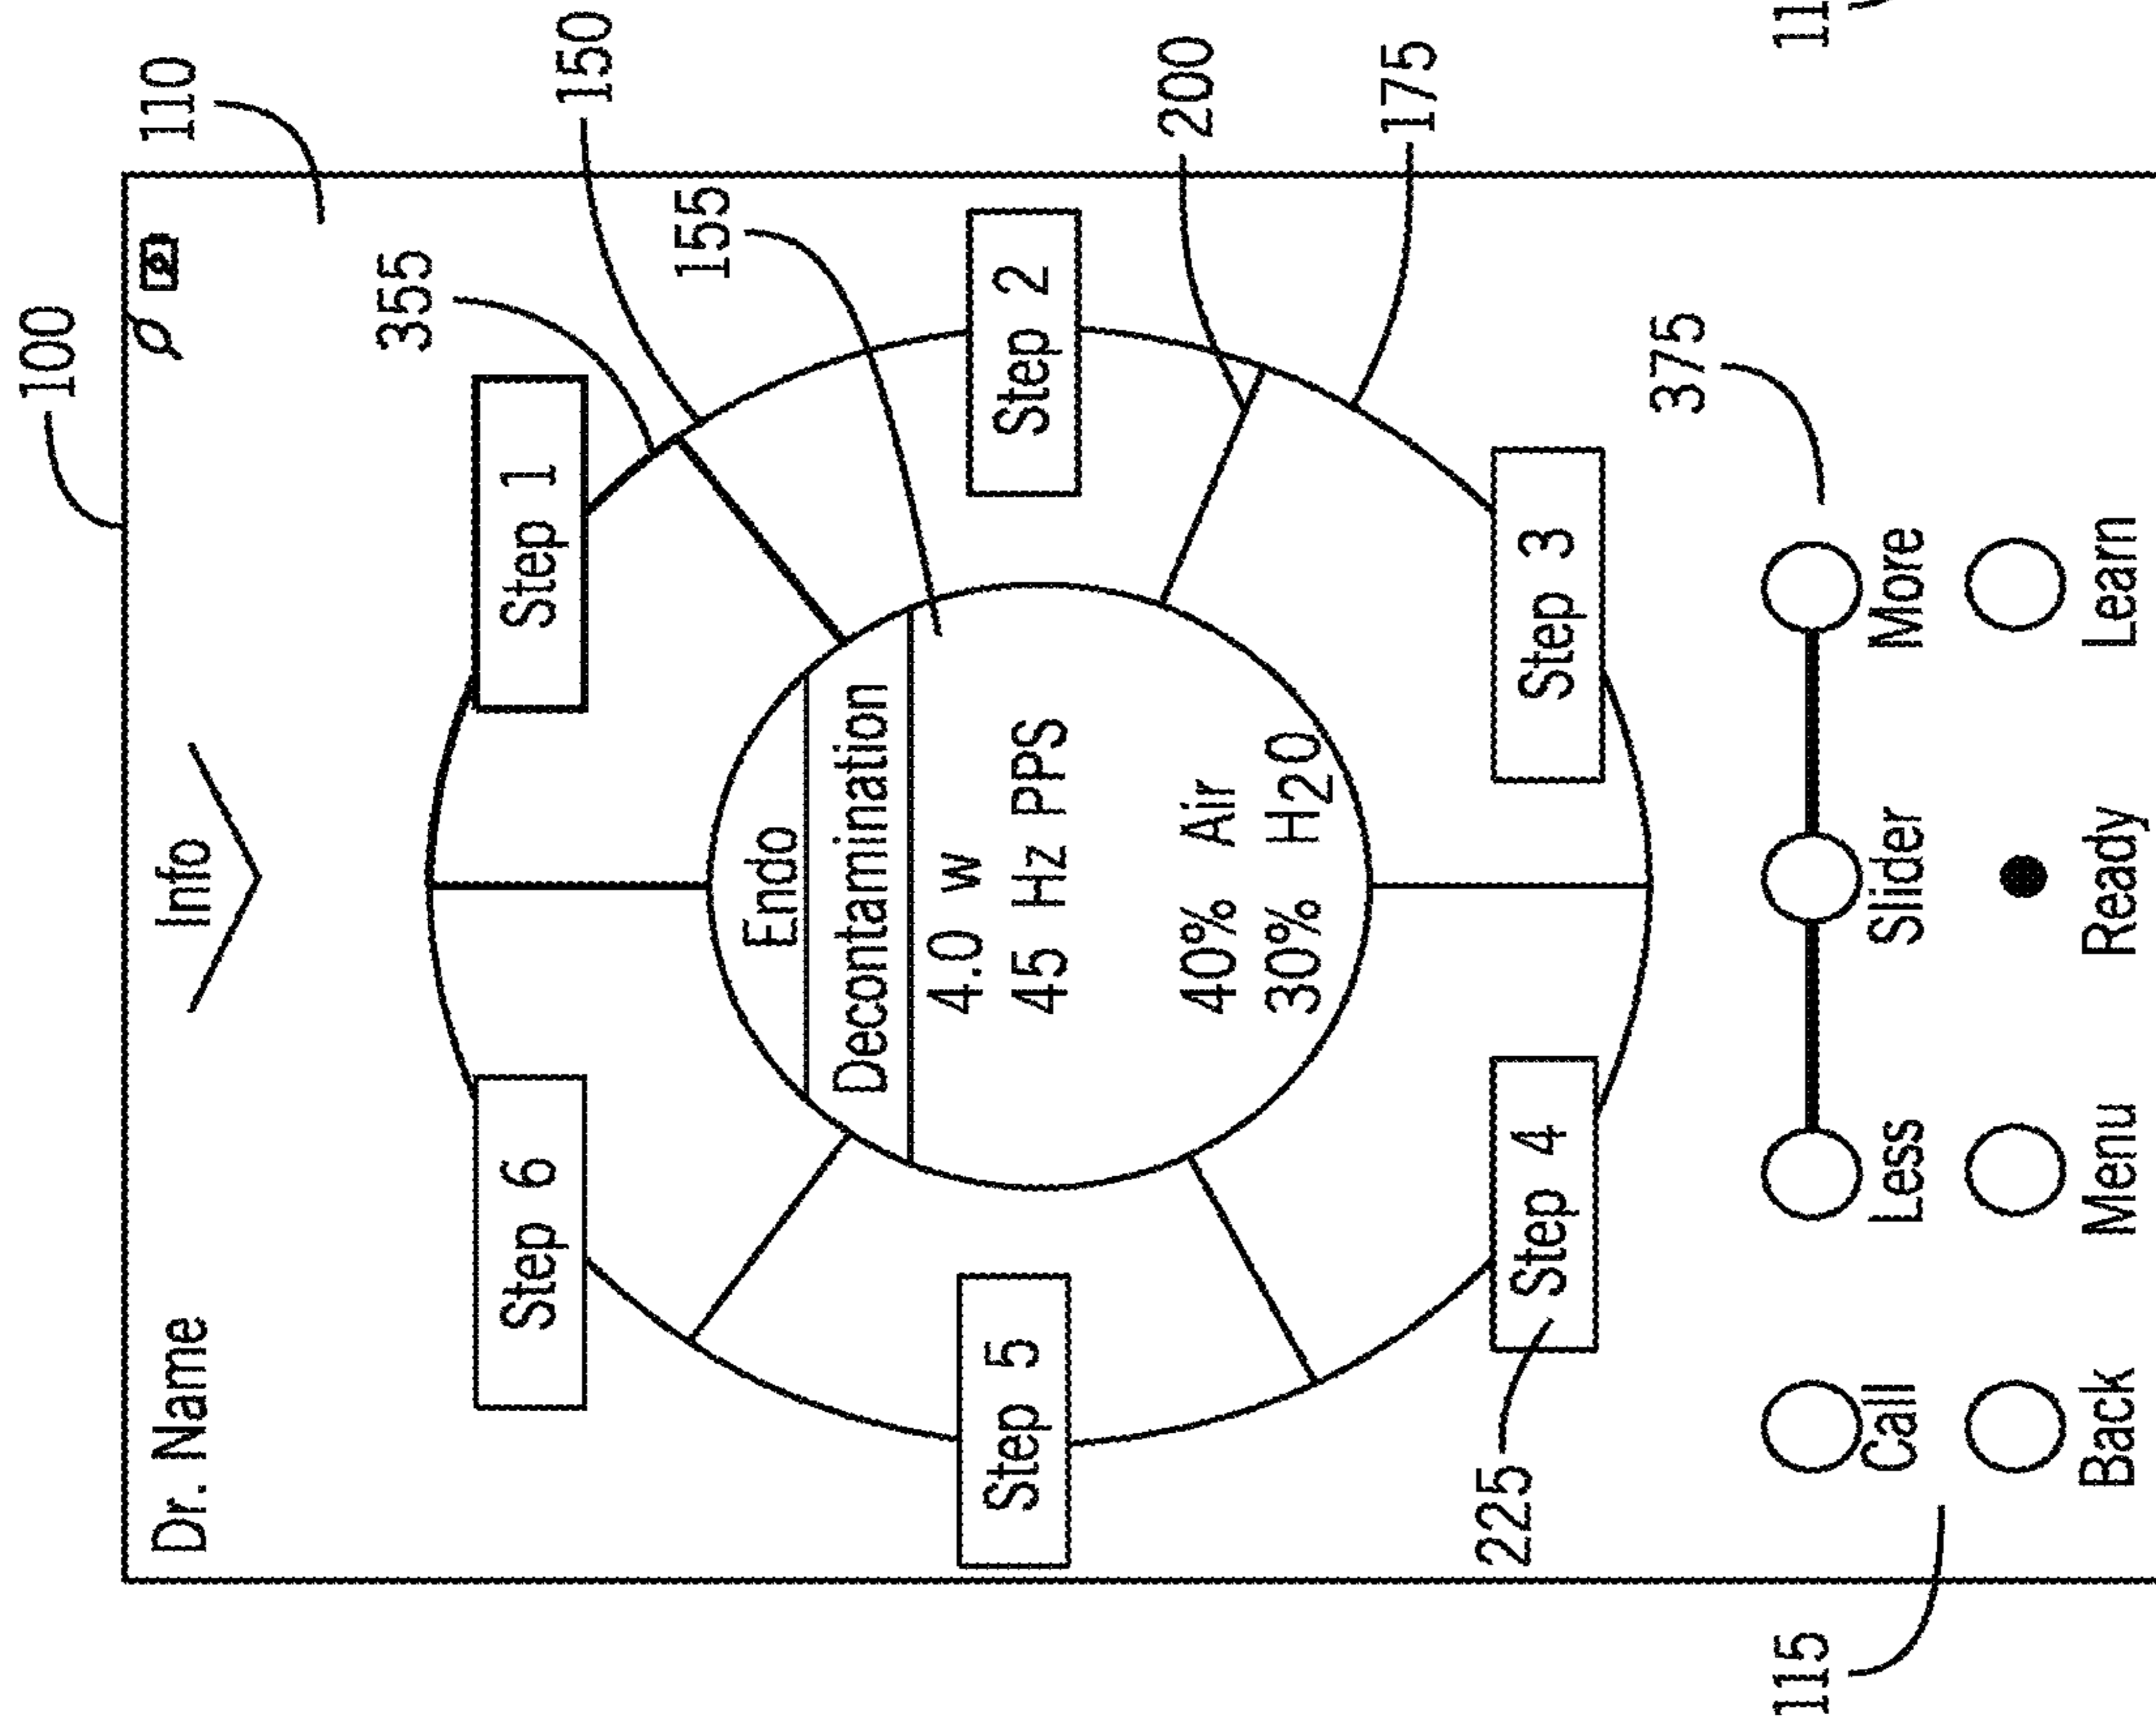 100
110
Dr. Name
Info
355
150
155
Step 6
Step 1
Endo
Decontamination
4.0 w
45 Hz PPS
40% Air
30% H2O
Step 5
Step 2
200
175
225
Step 4
Step 3
375
115
Call
Less
Slider
More
Back
Menu
Ready
Learn